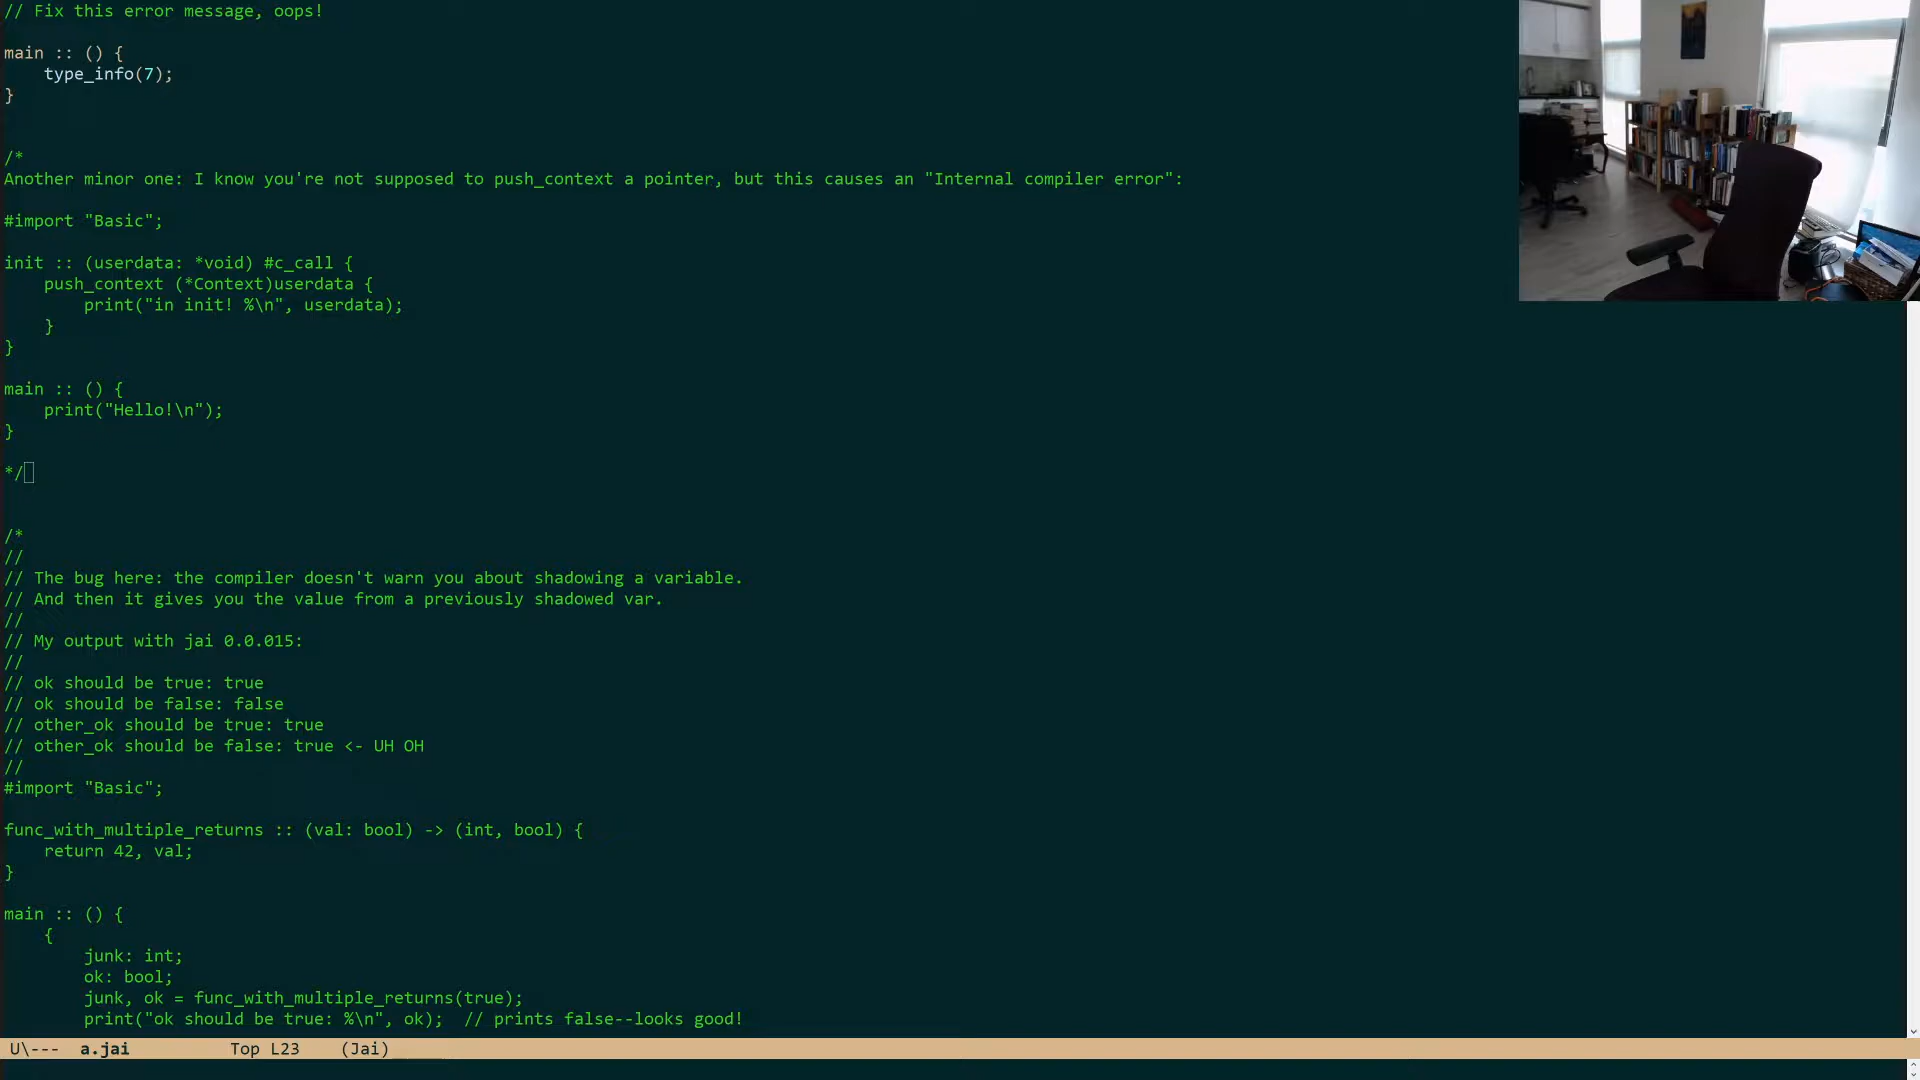 // Fix this error message, oops!
main :: () {
    type_info(7);
}
/*
Another minor one: I know you're not supposed to push_context a pointer, but this causes an "Internal compiler error":
#import "Basic";
init :: (userdata: *void) #c_call {
    push_context (*Context)userdata {
        print("in init! %\n", userdata);
    }
}
main :: () {
    print("Hello!\n");
}
*/
/*
//
// The bug here: the compiler doesn't warn you about shadowing a variable.
// And then it gives you the value from a previously shadowed var.
//
// My output with jai 0.0.015:
//
// ok should be true: true
// ok should be false: false
// other_ok should be true: true
// other_ok should be false: true <- UH OH
//
#import "Basic";
func_with_multiple_returns :: (val: bool) -> (int, bool) {
    return 42, val;
}
main :: () {
    {
        junk: int;
        ok: bool;
        junk, ok = func_with_multiple_returns(true);
        print("ok should be true: %\n", ok);  // prints false--looks good!
U\---  a.jai          Top L23    (Jai)